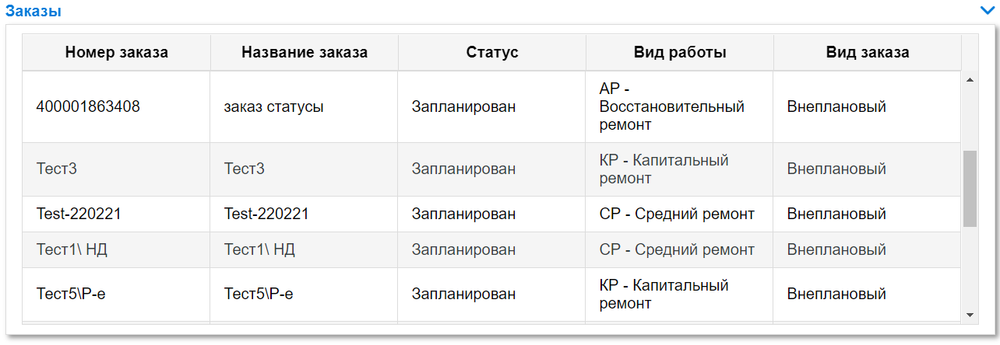 Заказы
Номер заказа Название заказа Статус Вид работы Вид заказа
400001863408 заказ статусы Запланирован АР - Восстановительный ремонт Внеплановый
Тест3 Тест3 Запланирован КР - Капитальный ремонт Внеплановый
Test-220221 Test-220221 Запланирован СР - Средний ремонт Внеплановый
Тест1\ НД Тест1\ НД Запланирован СР - Средний ремонт Внеплановый
Тест5\Р-е Тест5\Р-е Запланирован КР - Капитальный ремонт Внеплановый